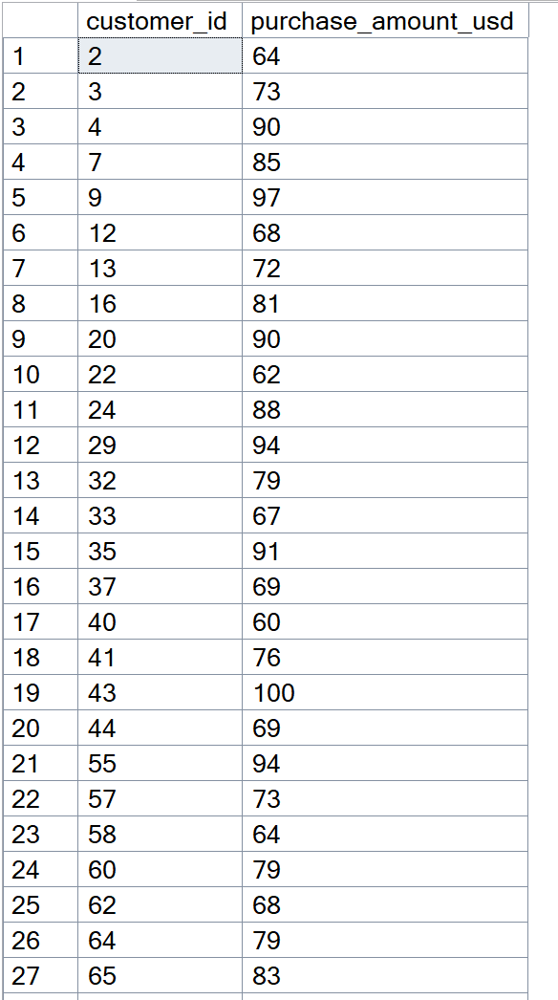 customer_id purchase_amount_usd
1 2 64
2 3 73
3 4 90
4 7 85
5 9 97
6 12 68
7 13 72
8 16 81
9 20 90
10 22 62
11 24 88
12 29 94
13 32 79
14 33 67
15 35 91
16 37 69
17 40 60
18 41 76
19 43 100
20 44 69
21 55 94
22 57 73
23 58 64
24 60 79
25 62 68
26 64 79
27 65 83